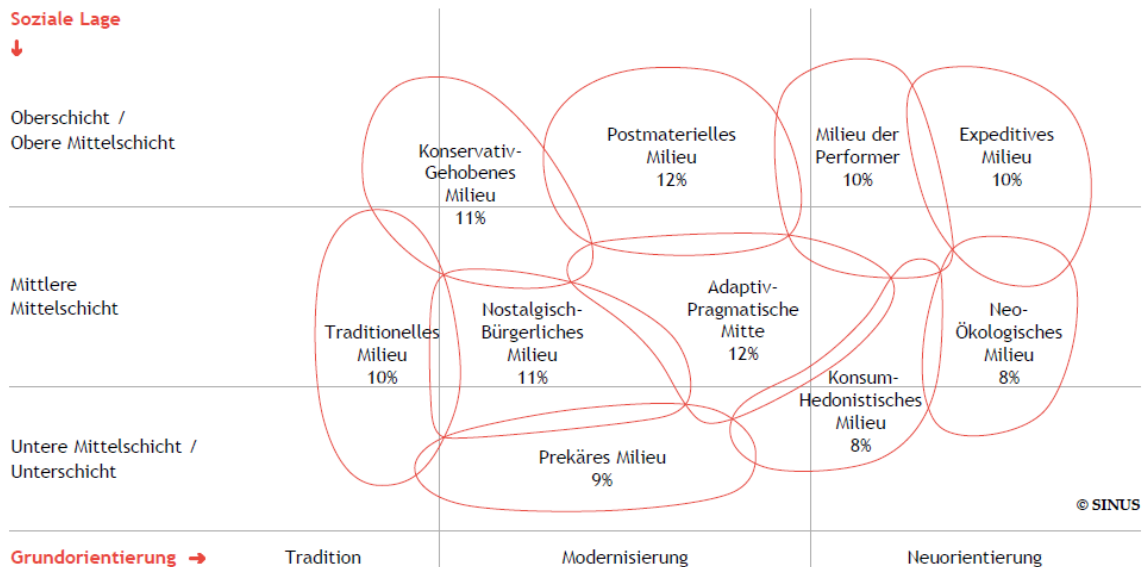 Soziale Lage
Oberschicht /
Obere Mittelschicht
Konservativ-
Gehobenes
Milieu
11%
Postmaterielles
Milieu
12%
Milieu der
Performer
10%
Expeditives
Milieu
10%
Mittlere
Mittelschicht
Traditionelles
Milieu
10%
Nostalgisch-
Bürgerliches
Milieu
11%
Adaptiv-
Pragmatische
Mitte
12%
Neo-
Ökologisches
Milieu
8%
Konsum-
Hedonistisches
Milieu
8%
Untere Mittelschicht /
Unterschicht
Prekäres Milieu
9%
© SINUS
Grundorientierung
Tradition
Modernisierung
Neuorientierung